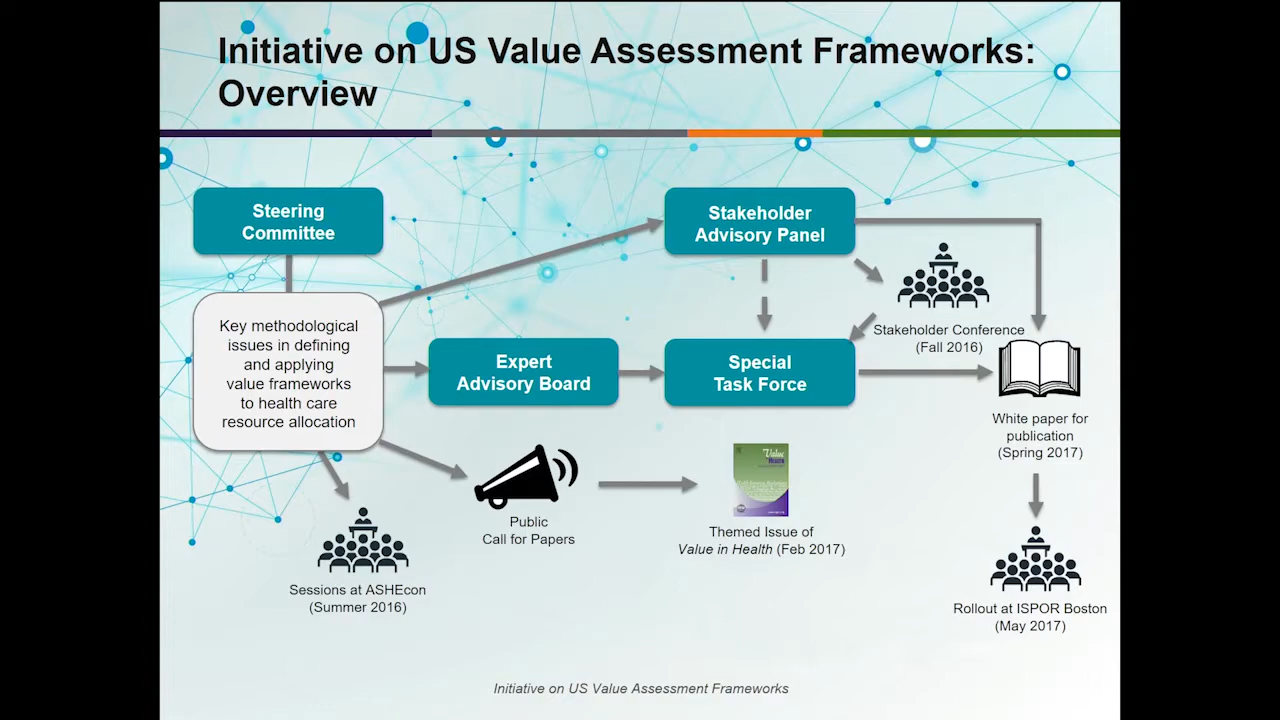 Initiative on US Value Assessment Frameworks:
Overview
Steering
Committee
Stakeholder
Advisory Panel
Key methodological
issues in defining
and applying
value frameworks
to health care
resource allocation
Stakeholder Conference
(Fall 2016)
Expert
Advisory Board
Special
Task Force
White paper for
publication
(Spring 2017)
Public
Call for Papers
Value
Health
Themed Issue of
Value in Health (Feb 2017)
Sessions at ASHEcon
(Summer 2016)
Rollout at ISPOR Boston
(May 2017)
Initiative on US Value Assessment Frameworks